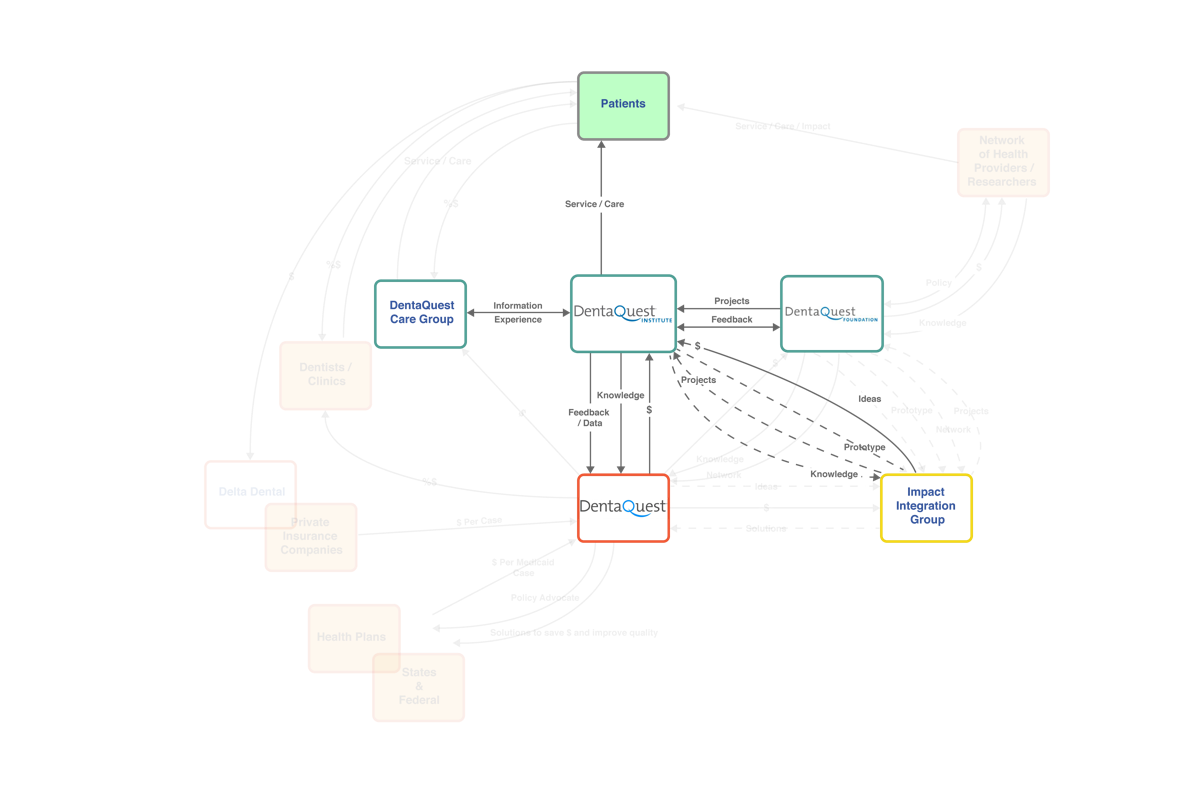 Patients
Service / Care / Impact
Network
of Health
Providers /
Researchers
Service / Care
%$
Service / Care
$
%$
Policy
$
Knowledge
DentaQuest
Care Group
Information
Experience
DentaQuest
INSTITUTE
Projects
Feedback
DentaQuest
FOUNDATION
Dentists /
Clinics
$
$
Projects
Knowledge
$
Feedback
/ Data
Ideas
Prototype
Projects
Network
Prototype
Knowledge
Network
Knowledge
Ideas
%$
Delta Dental
Private
Insurance
Companies
$ Per Case
DentaQuest
$
Solutions
Impact
Integration
Group
$ Per Medicaid
Case
Policy Advocate
Solutions to save $ and improve quality
Health Plans
States
&
Federal